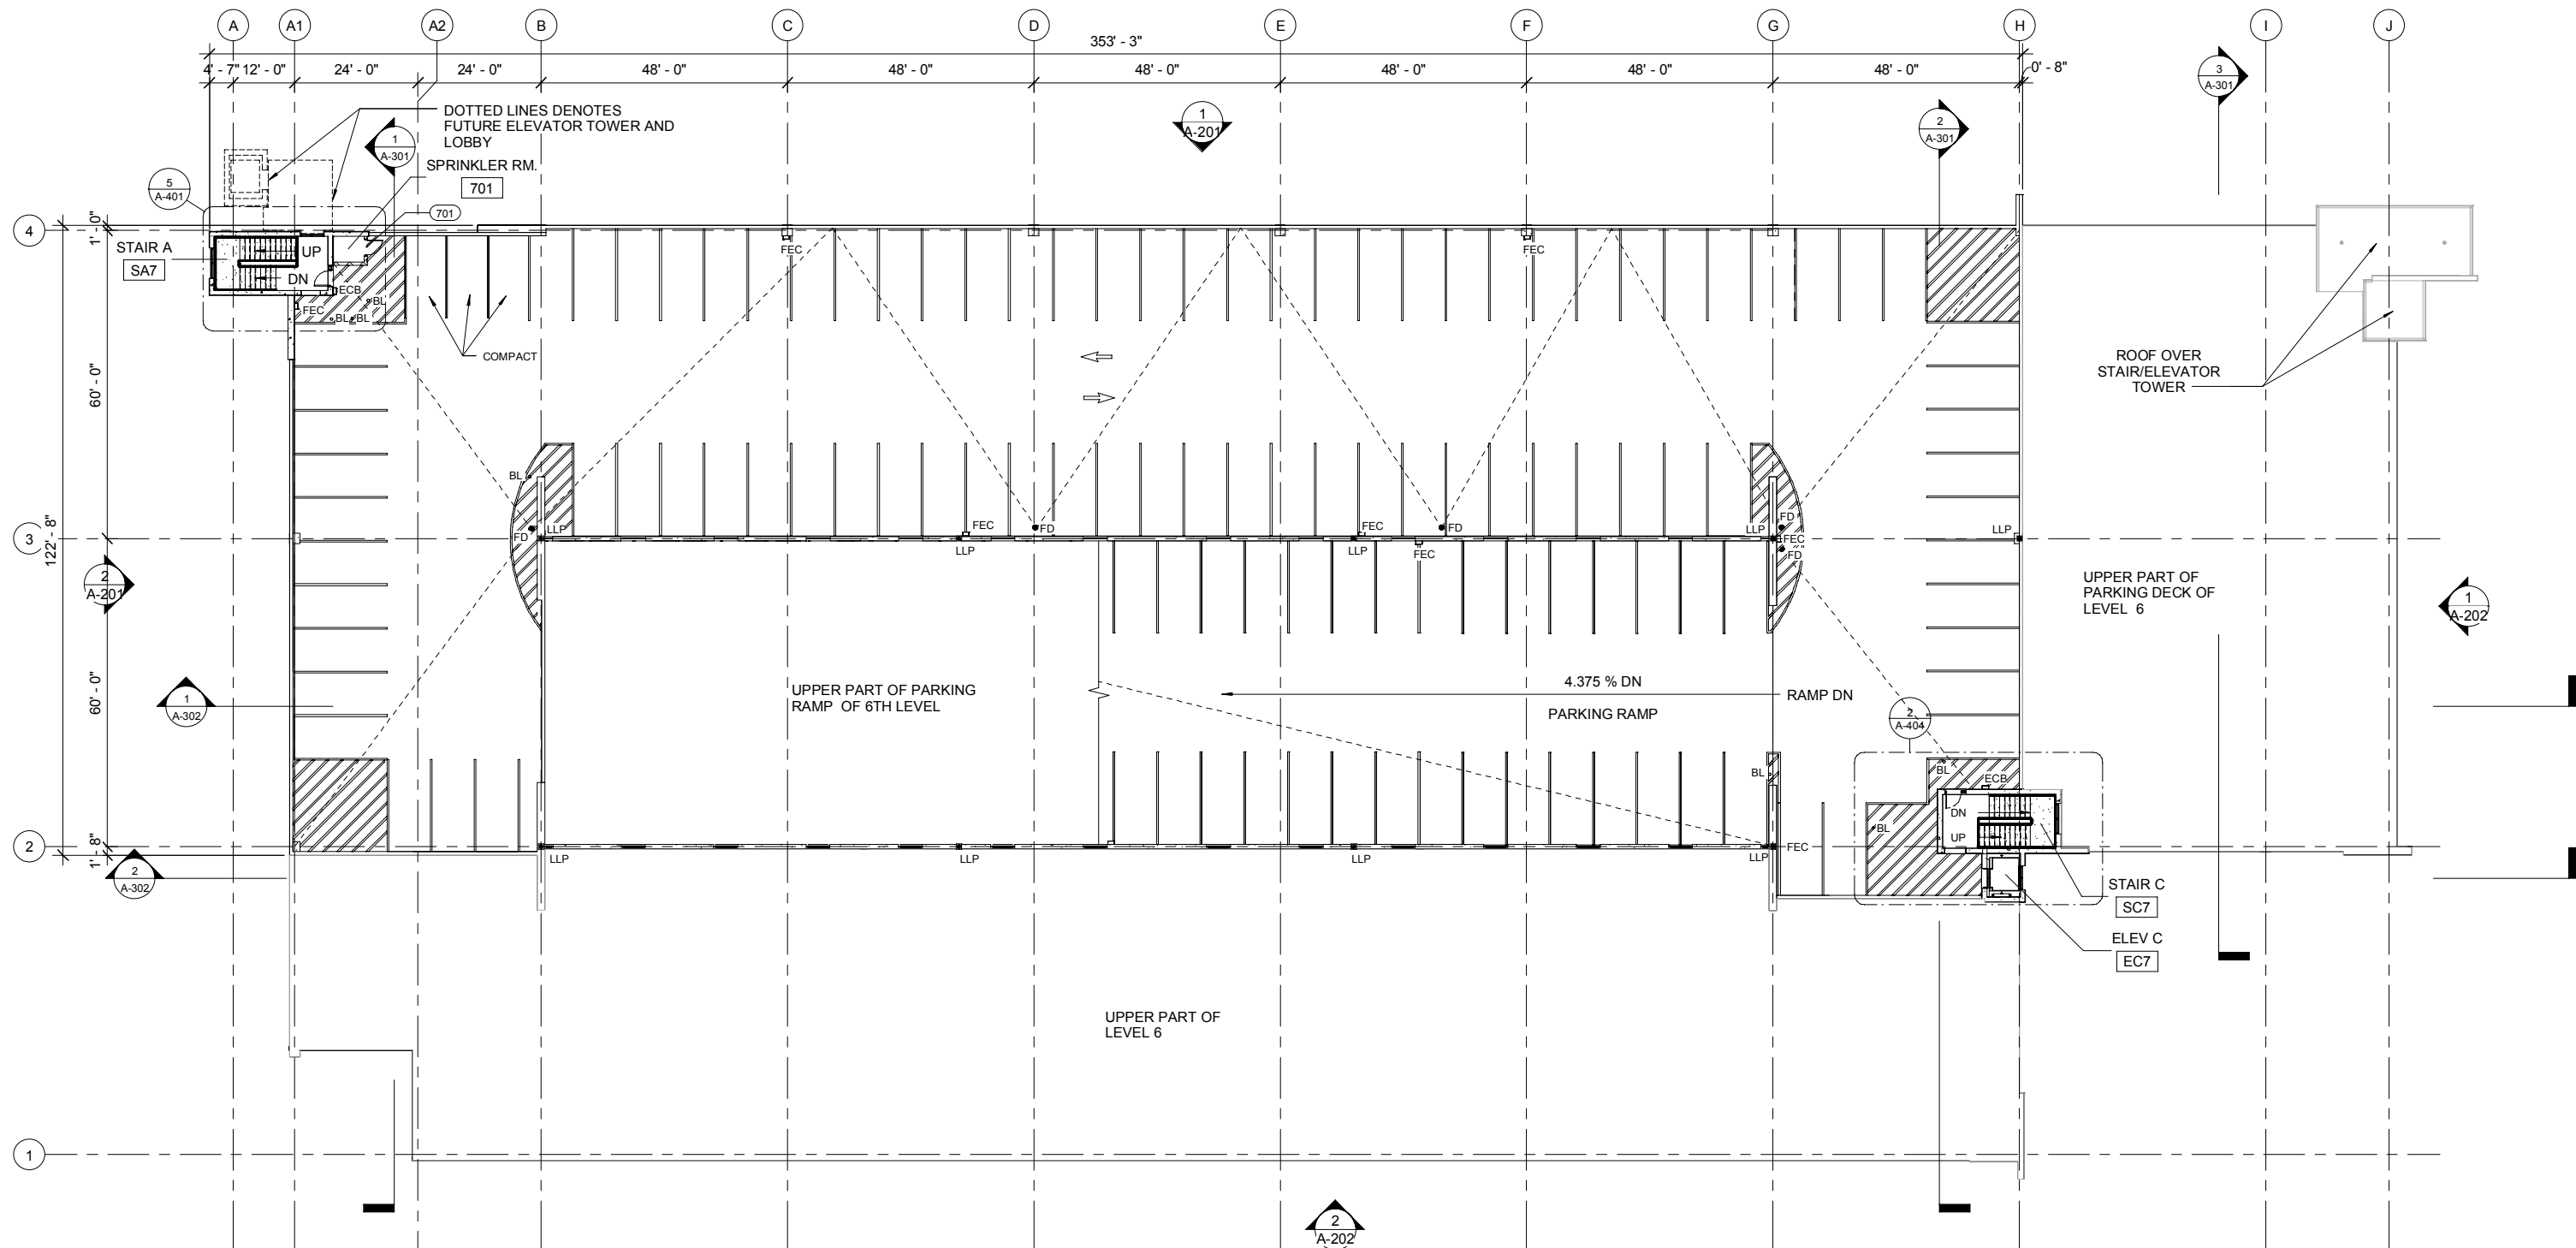 A
A1
A2
B
C
D
E
F
G
H
I
J
353' - 3"
4' - 7"
12' - 0"
24' - 0"
24' - 0"
48' - 0"
48' - 0"
48' - 0"
48' - 0"
48' - 0"
48' - 0"
0' - 8"
3
A-301
DOTTED LINES DENOTES
FUTURE ELEVATOR TOWER AND
LOBBY
1
A-301
1
A-201
2
A-301
SPRINKLER RM.
701
5
A-401
701
4
1' - 0"
STAIR A
SA7
UP
DN
ECB
BL
FEC
BL
BL
FEC
FEC
COMPACT
60' - 0"
ROOF OVER
STAIR/ELEVATOR
TOWER
BL
LLP
FD
FEC
FD
LLP
FEC
FD
LLP
FEC
LLP
FD
FEC
FD
LLP
3
122' - 8"
2
A-201
UPPER PART OF
PARKING DECK OF
LEVEL 6
1
A-202
60' - 0"
1
A-302
UPPER PART OF PARKING
RAMP OF 6TH LEVEL
4.375 % DN
RAMP DN
PARKING RAMP
2
A-404
BL
BL
ECB
DN
UP
BL
2
1' - 8"
2
A-302
LLP
LLP
LLP
LLP
FEC
STAIR C
SC7
ELEV C
EC7
UPPER PART OF
LEVEL 6
1
2
A-202